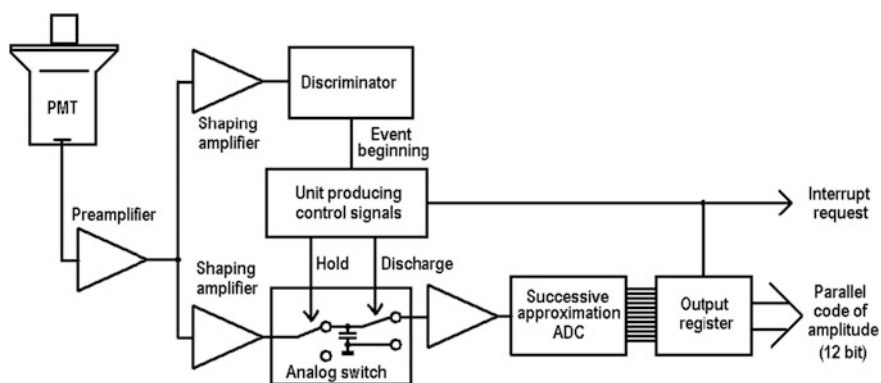 PMT
Preamplifier
Shaping
amplifier
Discriminator
Event
beginning
Unit producing
control signals
Interrupt
request
Hold
Discharge
Shaping
amplifier
Analog switch
Successive
approximation
ADC
Output
register
Parallel
code of
amplitude
(12 bit)